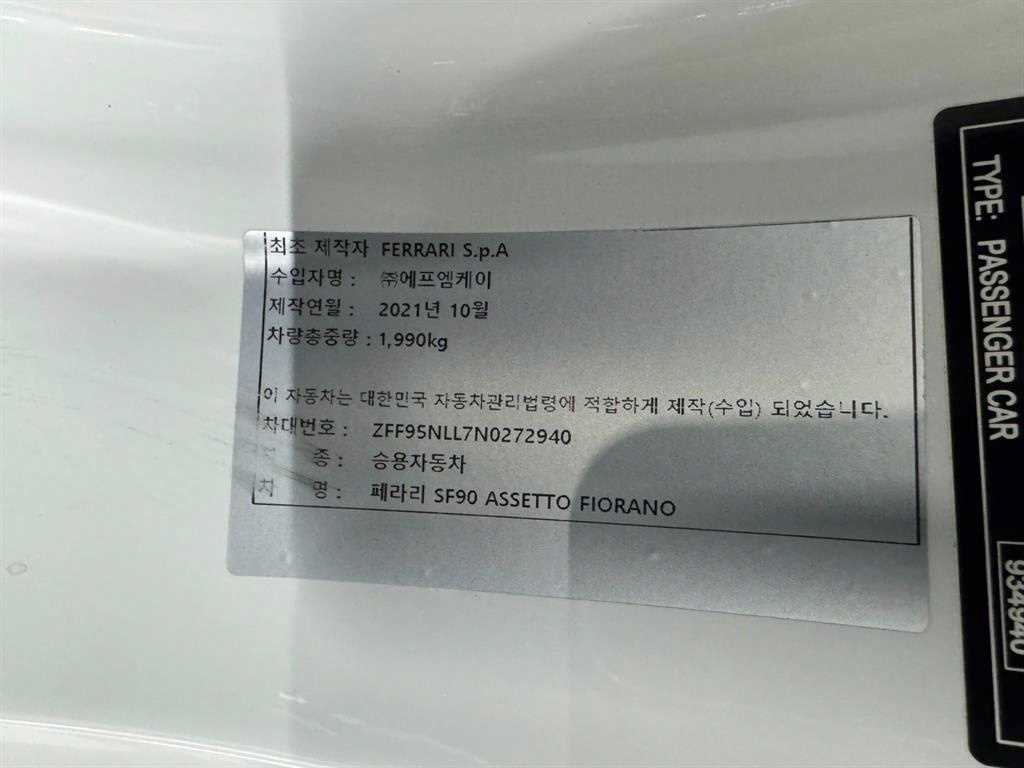 최초 제작자 FERRARI S.p.A
수입자명 : ㈜에프엠케이
제작연월 : 2021년 10월
차량총중량 : 1,990kg
이 자동차는 대한민국 자동차관리법령에 적합하게 제작(수입) 되었습니다.
차대번호 : ZFF95NLL7N0272940
종 : 승용자동차
차 명 : 페라리 SF90 ASSETTO FIORANO
TYPE: PASSENGER CAR
934940